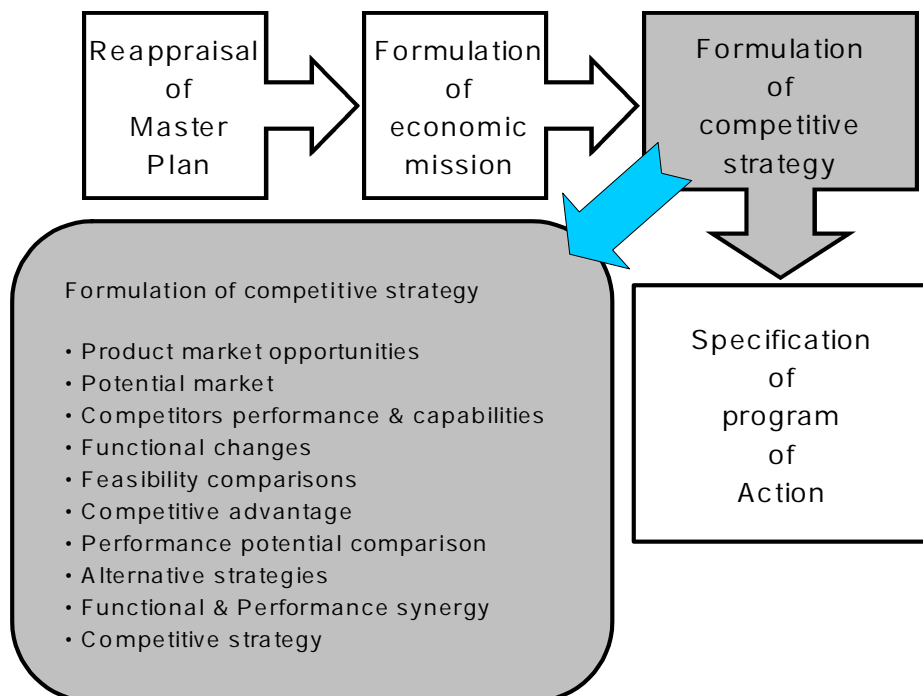 Reappraisal
of
Master
Plan
Formulation
of
economic
mission
Formulation
of
competitive
strategy
Formulation of competitive strategy
• Product market opportunities
• Potential market
• Competitors performance & capabilities
• Functional changes
• Feasibility comparisons
• Competitive advantage
• Performance potential comparison
• Alternative strategies
• Functional & Performance synergy
• Competitive strategy
Specification
of
program
of
Action